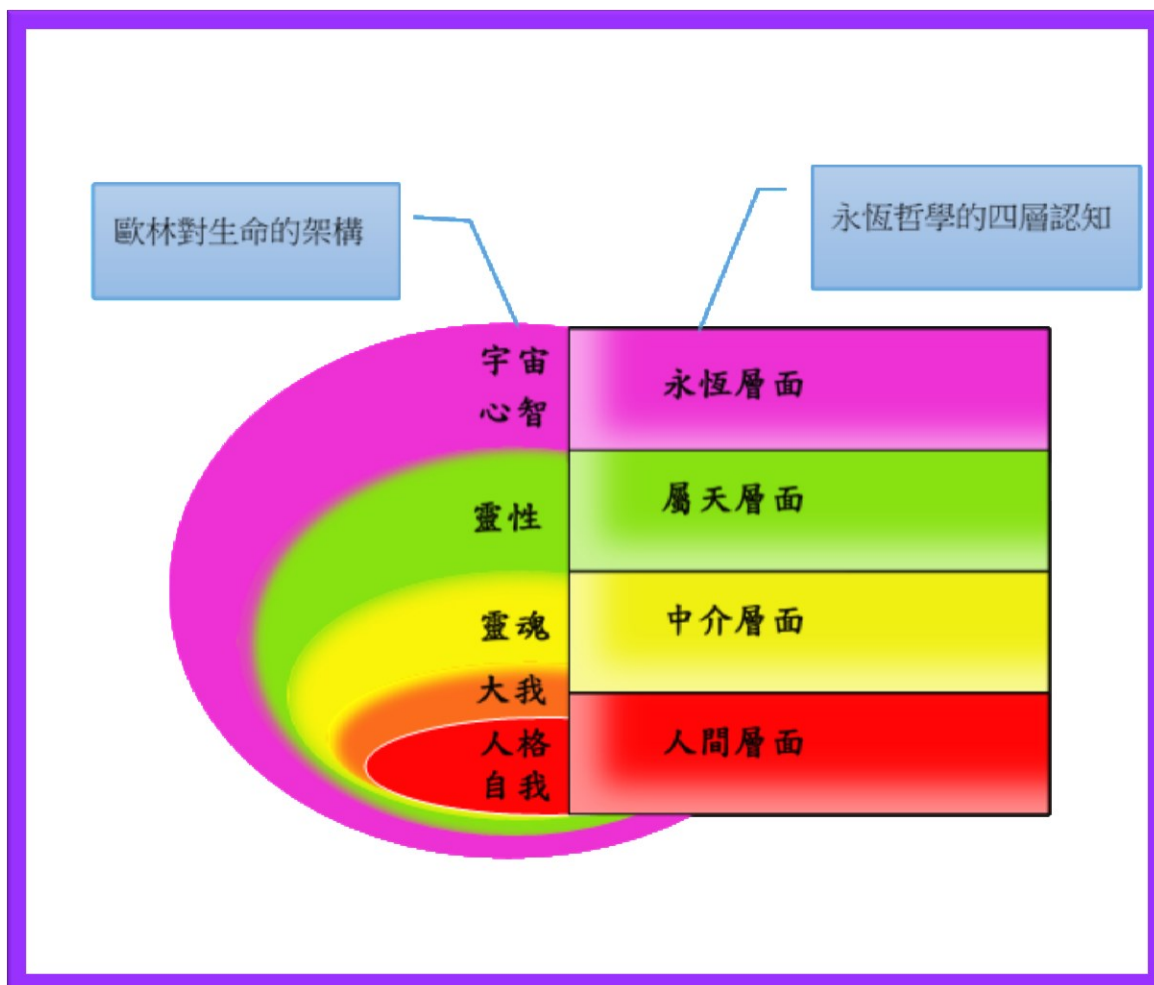 歐林對生命的架構
永恆哲學的四層認知
宇宙
心智
靈性
靈魂
大我
人格
自我
永恆層面
屬天層面
中介層面
人間層面